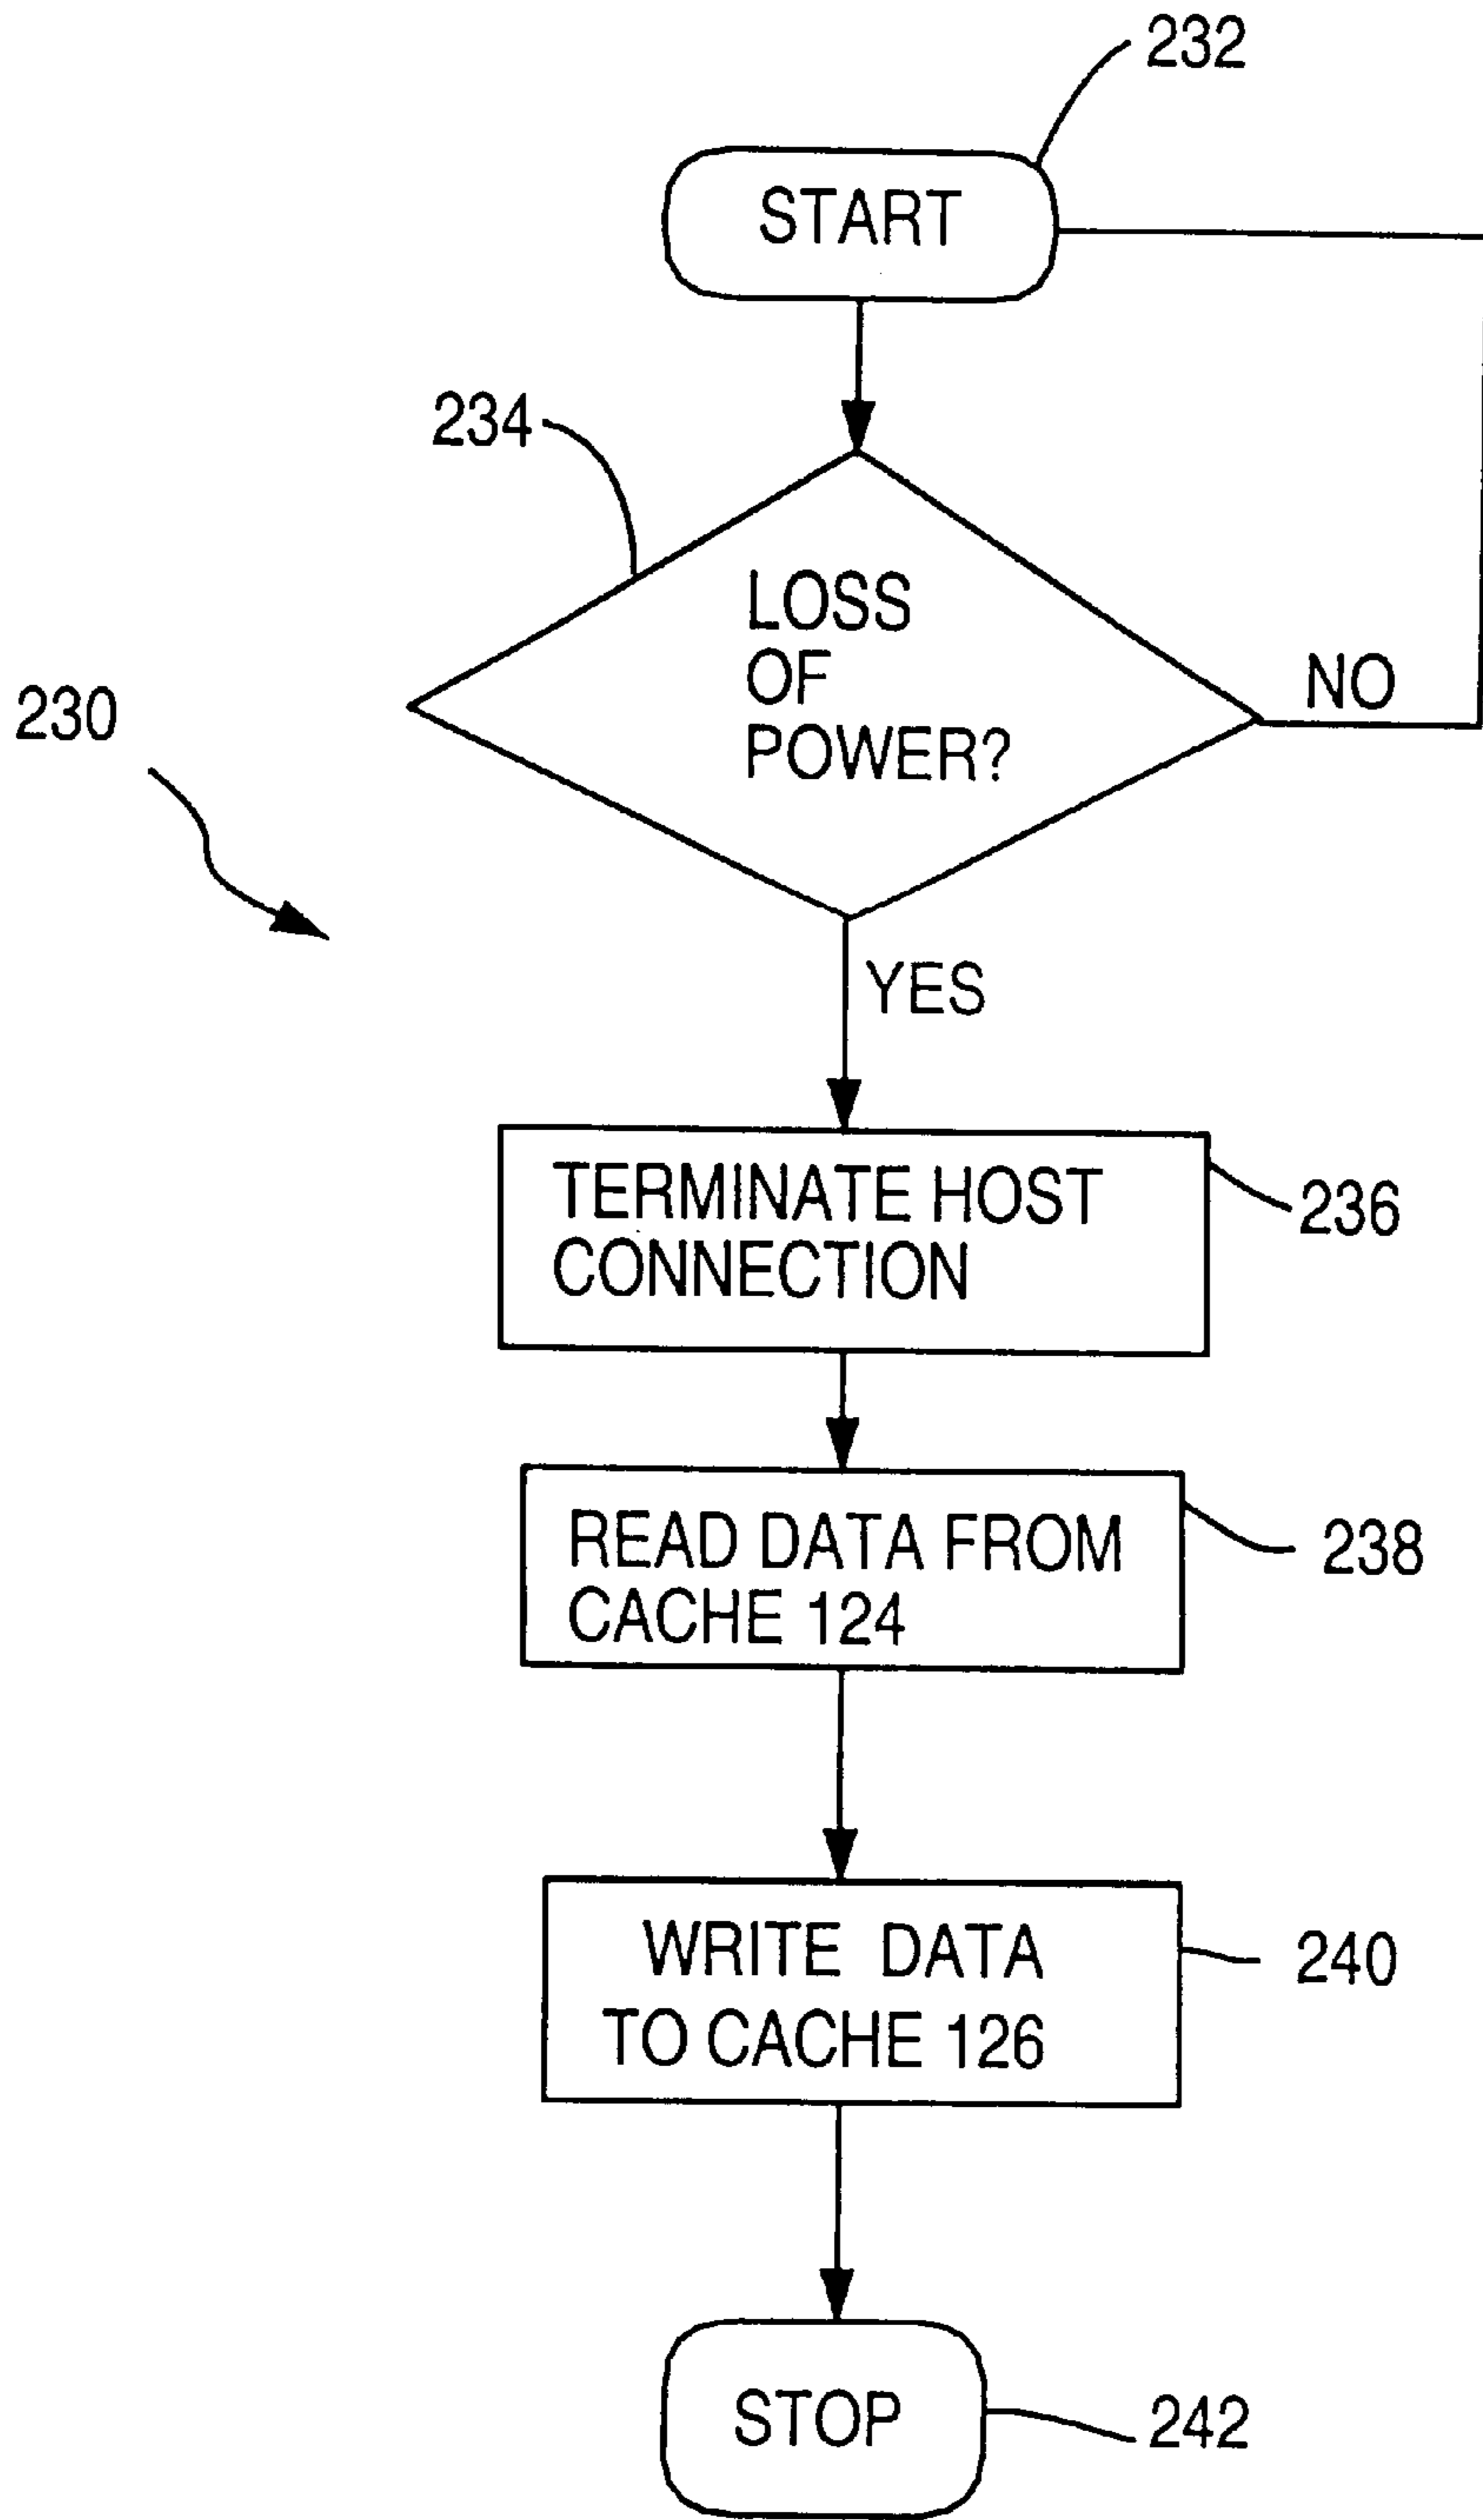 232
START
234
LOSS
OF
POWER?
NO
230
YES
TERMINATE HOST
CONNECTION
236
READ DATA FROM
CACHE 124
238
WRITE DATA
TO CACHE 126
240
STOP
242